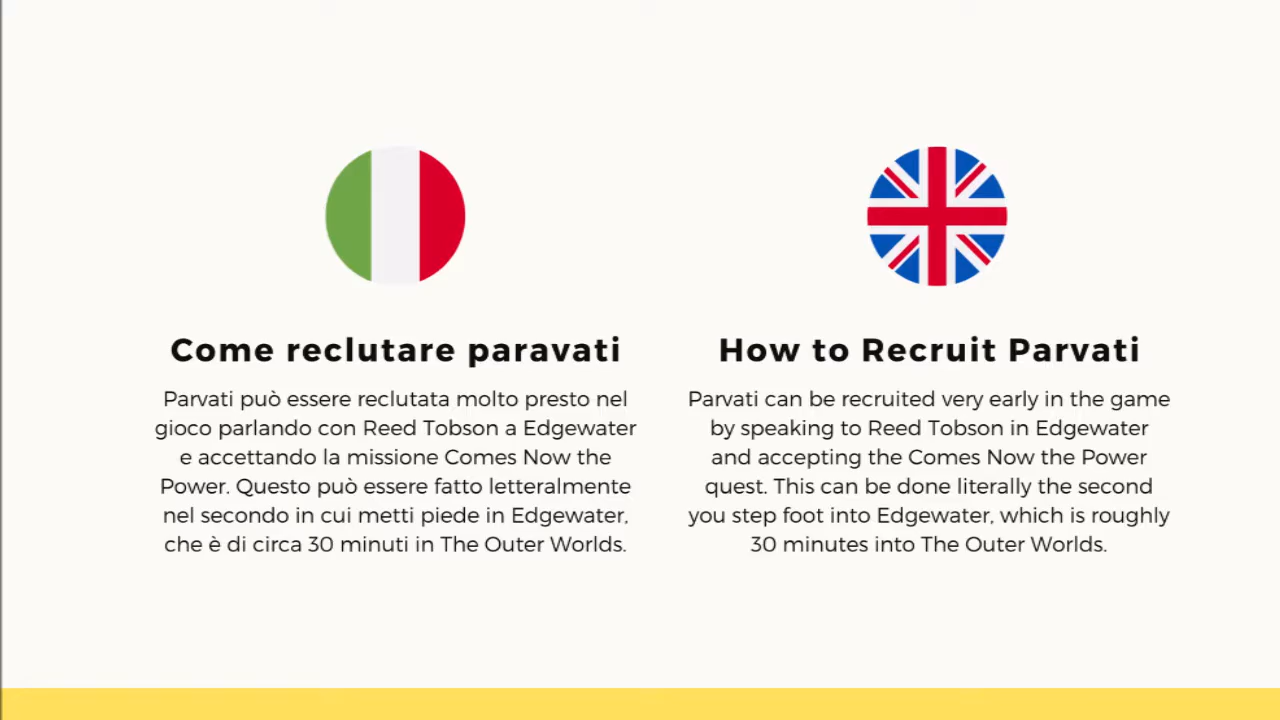 Come reclutare paravati
Parvati può essere reclutata molto presto nel
gioco parlando con Reed Tobson a Edgewater
e accettando la missione Comes Now the
Power. Questo può essere fatto letteralmente
nel secondo in cui metti piede in Edgewater,
che è di circa 30 minuti in The Outer Worlds.
How to Recruit Parvati
Parvati can be recruited very early in the game
by speaking to Reed Tobson in Edgewater
and accepting the Comes Now the Power
quest. This can be done literally the second
you step foot into Edgewater, which is roughly
30 minutes into The Outer Worlds.